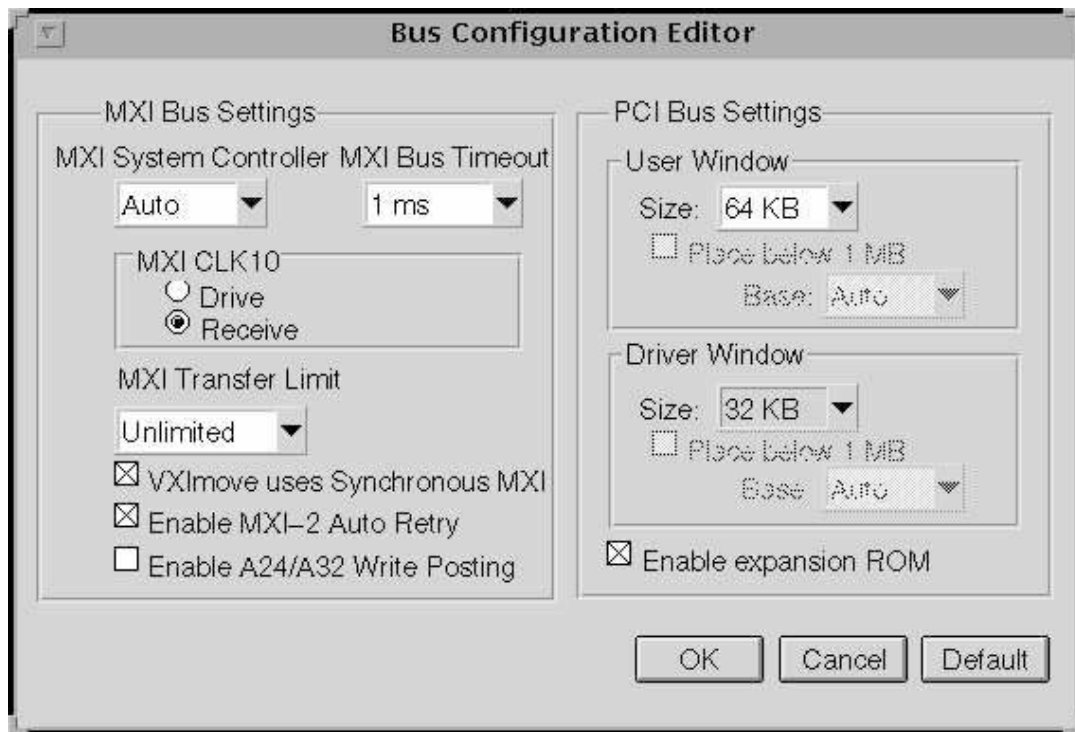 Bus Configuration Editor
MXI Bus Settings
MXI System Controller MXI Bus Timeout
Auto 1 ms
MXI CLK10
Drive
Receive
MXI Transfer Limit
Unlimited
VXImove uses Synchronous MXI
Enable MXI-2 Auto Retry
Enable A24/A32 Write Posting
PCI Bus Settings
User Window
Size: 64 KB
Place below 1 MB
Base: Auto
Driver Window
Size: 32 KB
Place below 1 MB
Base Auto
Enable expansion ROM
OK Cancel Default